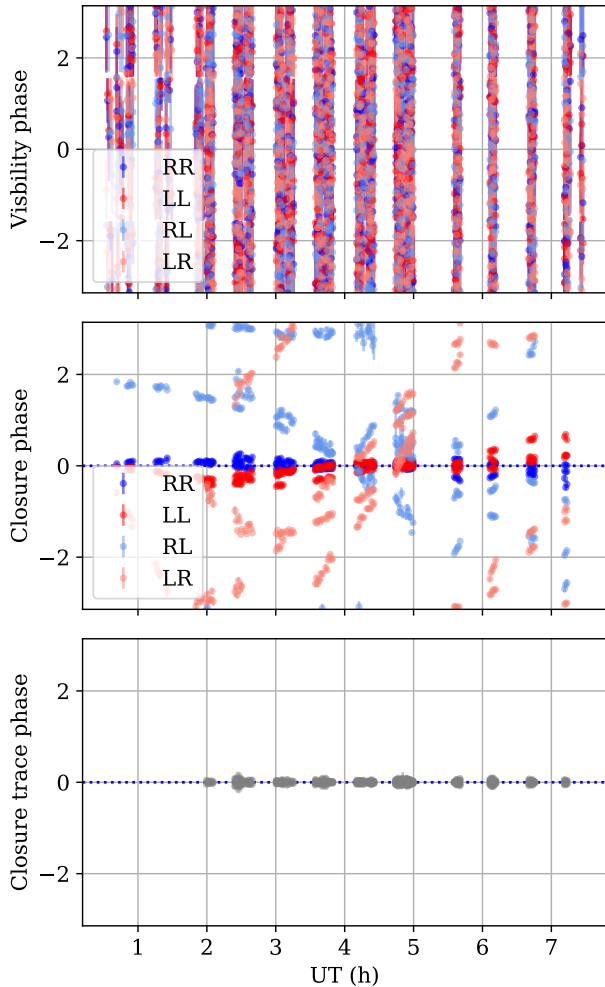 Visbility phase
2
0
−2
RR
LL
RL
LR
Closure phase
2
0
−2
RR
LL
RL
LR
Closure trace phase
2
0
−2
1 2 3 4 5 6 7
UT (h)